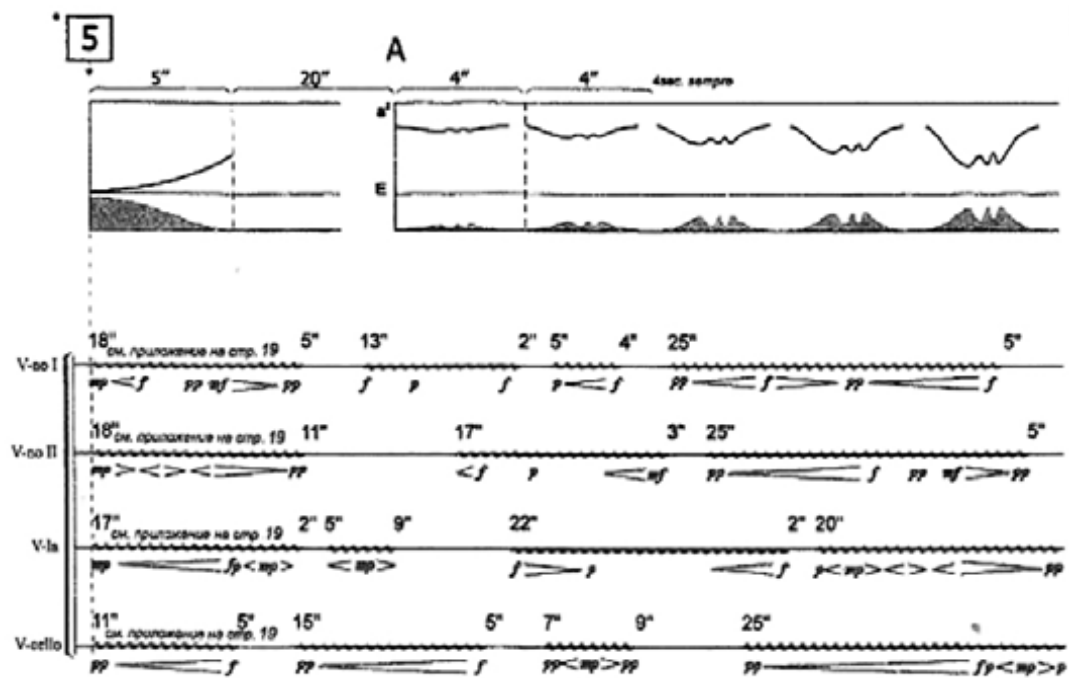 5
A
5" 20" 4" 4" 4sec. sempre
a²
E
18" см. приложение на стр. 19 5" 13" 2" 5" 4" 25" 5"
V-no I
mp f pp mf pp f p f p f pp f pp f
18" см. приложение на стр. 19 11" 17" 3" 25" 5"
V-no II
mp pp f p mf pp f pp mf pp
17" см. приложение на стр. 19 2" 5" 9" 22" 2" 20"
V-la
mp fp mp mp f p f p mp pp
11" см. приложение на стр. 19 5" 15" 5" 7" 9" 25"
V-cello
pp f pp f pp mp pp pp fp mp p